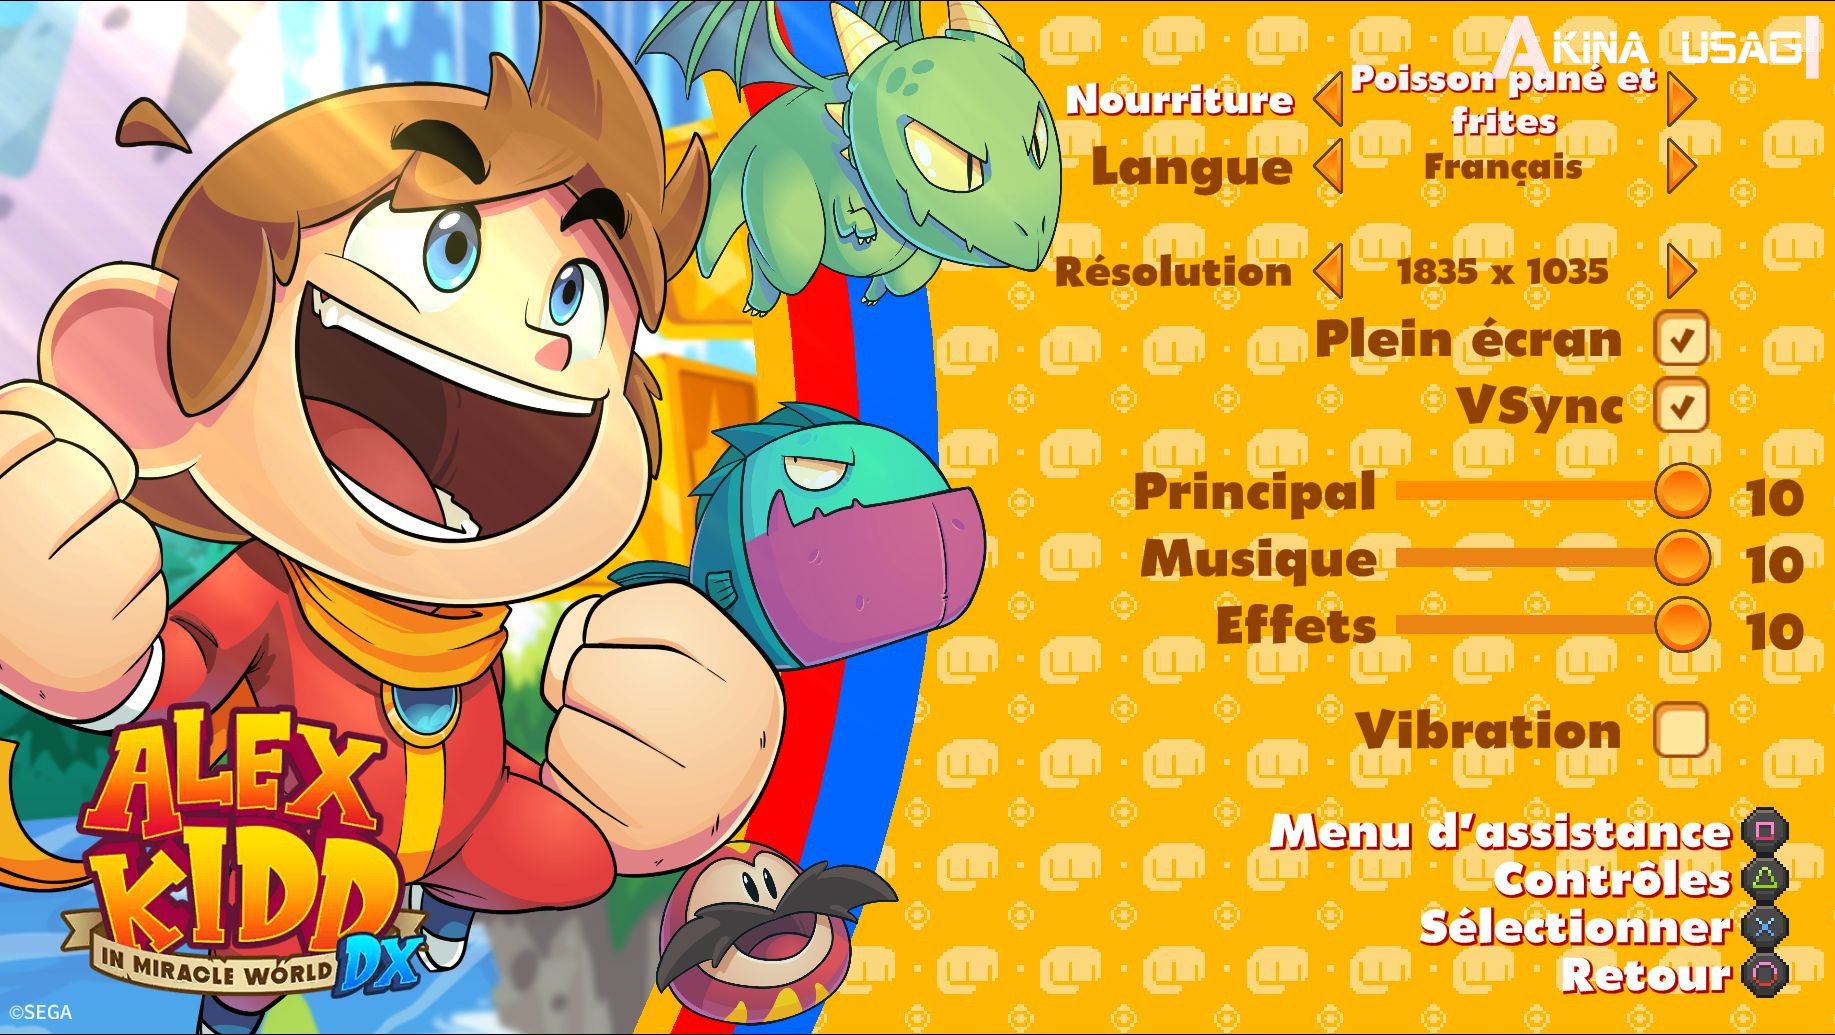 AKINA USAGI
Nourriture
Poisson pané et
frites
Langue
Français
Résolution
1835 x 1035
Plein écran
VSync
Principal
10
Musique
10
Effets
10
Vibration
Menu d'assistance
Contrôles
Sélectionner
Retour
ALEX
KIDD
IN MIRACLE WORLD
DX
©SEGA